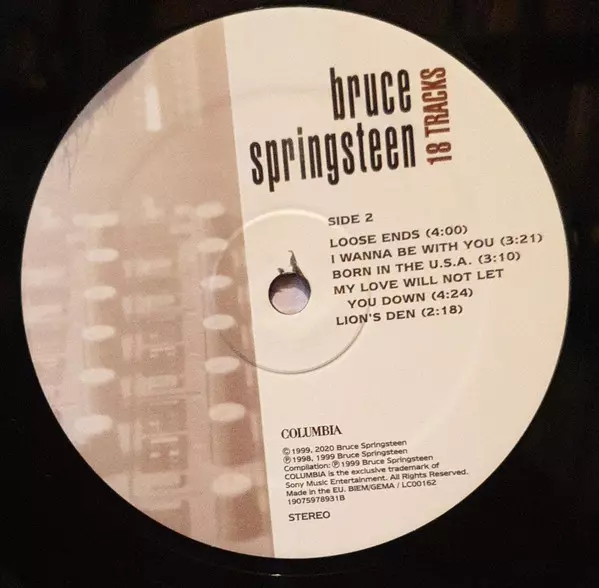 bruce
springsteen
18 TRACKS
SIDE 2
LOOSE ENDS (4:00)
I WANNA BE WITH YOU (3:21)
BORN IN THE U.S.A. (3:10)
MY LOVE WILL NOT LET
YOU DOWN (4:24)
LION'S DEN (2:18)
COLUMBIA
©1999, 2020 Bruce Springsteen
℗1998, 1999 Bruce Springsteen
Compilation: ℗1999 Bruce Springsteen
COLUMBIA is the exclusive trademark of
Sony Music Entertainment. All Rights Reserved.
Made in the EU. BIEM/GEMA / LC00162
19075978931B
STEREO